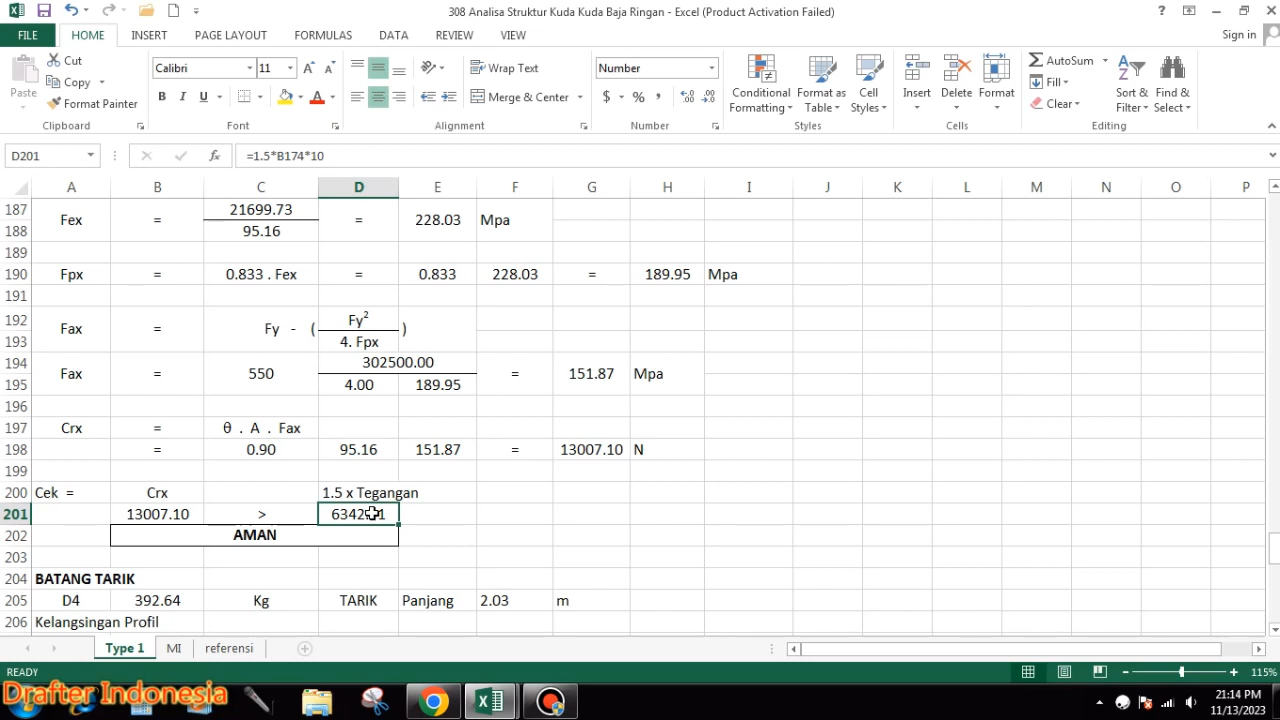 308 Analisa Struktur Kuda Kuda Baja Ringan - Excel (Product Activation Failed)
FILE HOME INSERT PAGE LAYOUT FORMULAS DATA REVIEW VIEW Sign in
Paste Cut Copy Format Painter
Calibri 11
B I U
Wrap Text
Merge & Center
Number
$ % ,
Conditional Formatting Format as Table Cell Styles
Insert Delete Format
AutoSum Fill Clear
Sort & Filter Find & Select
Clipboard Font Alignment Number Styles Cells Editing
D201 fx =1.5*B174*10
A B C D E F G H I J K L M N O P
187 Fex = 21699.73 = 228.03 Mpa
188 95.16
189
190 Fpx = 0.833 . Fex = 0.833 228.03 = 189.95 Mpa
191
192 Fax = Fy - ( Fy² )
193 4. Fpx
194 Fax = 550 302500.00 = 151.87 Mpa
195 4.00 189.95
196
197 Crx = θ . A . Fax
198 = 0.90 95.16 151.87 = 13007.10 N
199
200 Cek = Crx 1.5 x Tegangan
201 13007.10 >
202 AMAN
203
204 BATANG TARIK
205 D4 392.64 Kg TARIK Panjang 2.03 m
206 Kelangsingan Profil
Type 1 MI referensi
READY 115%
Drafter Indonesia
21:14 PM
11/13/2023